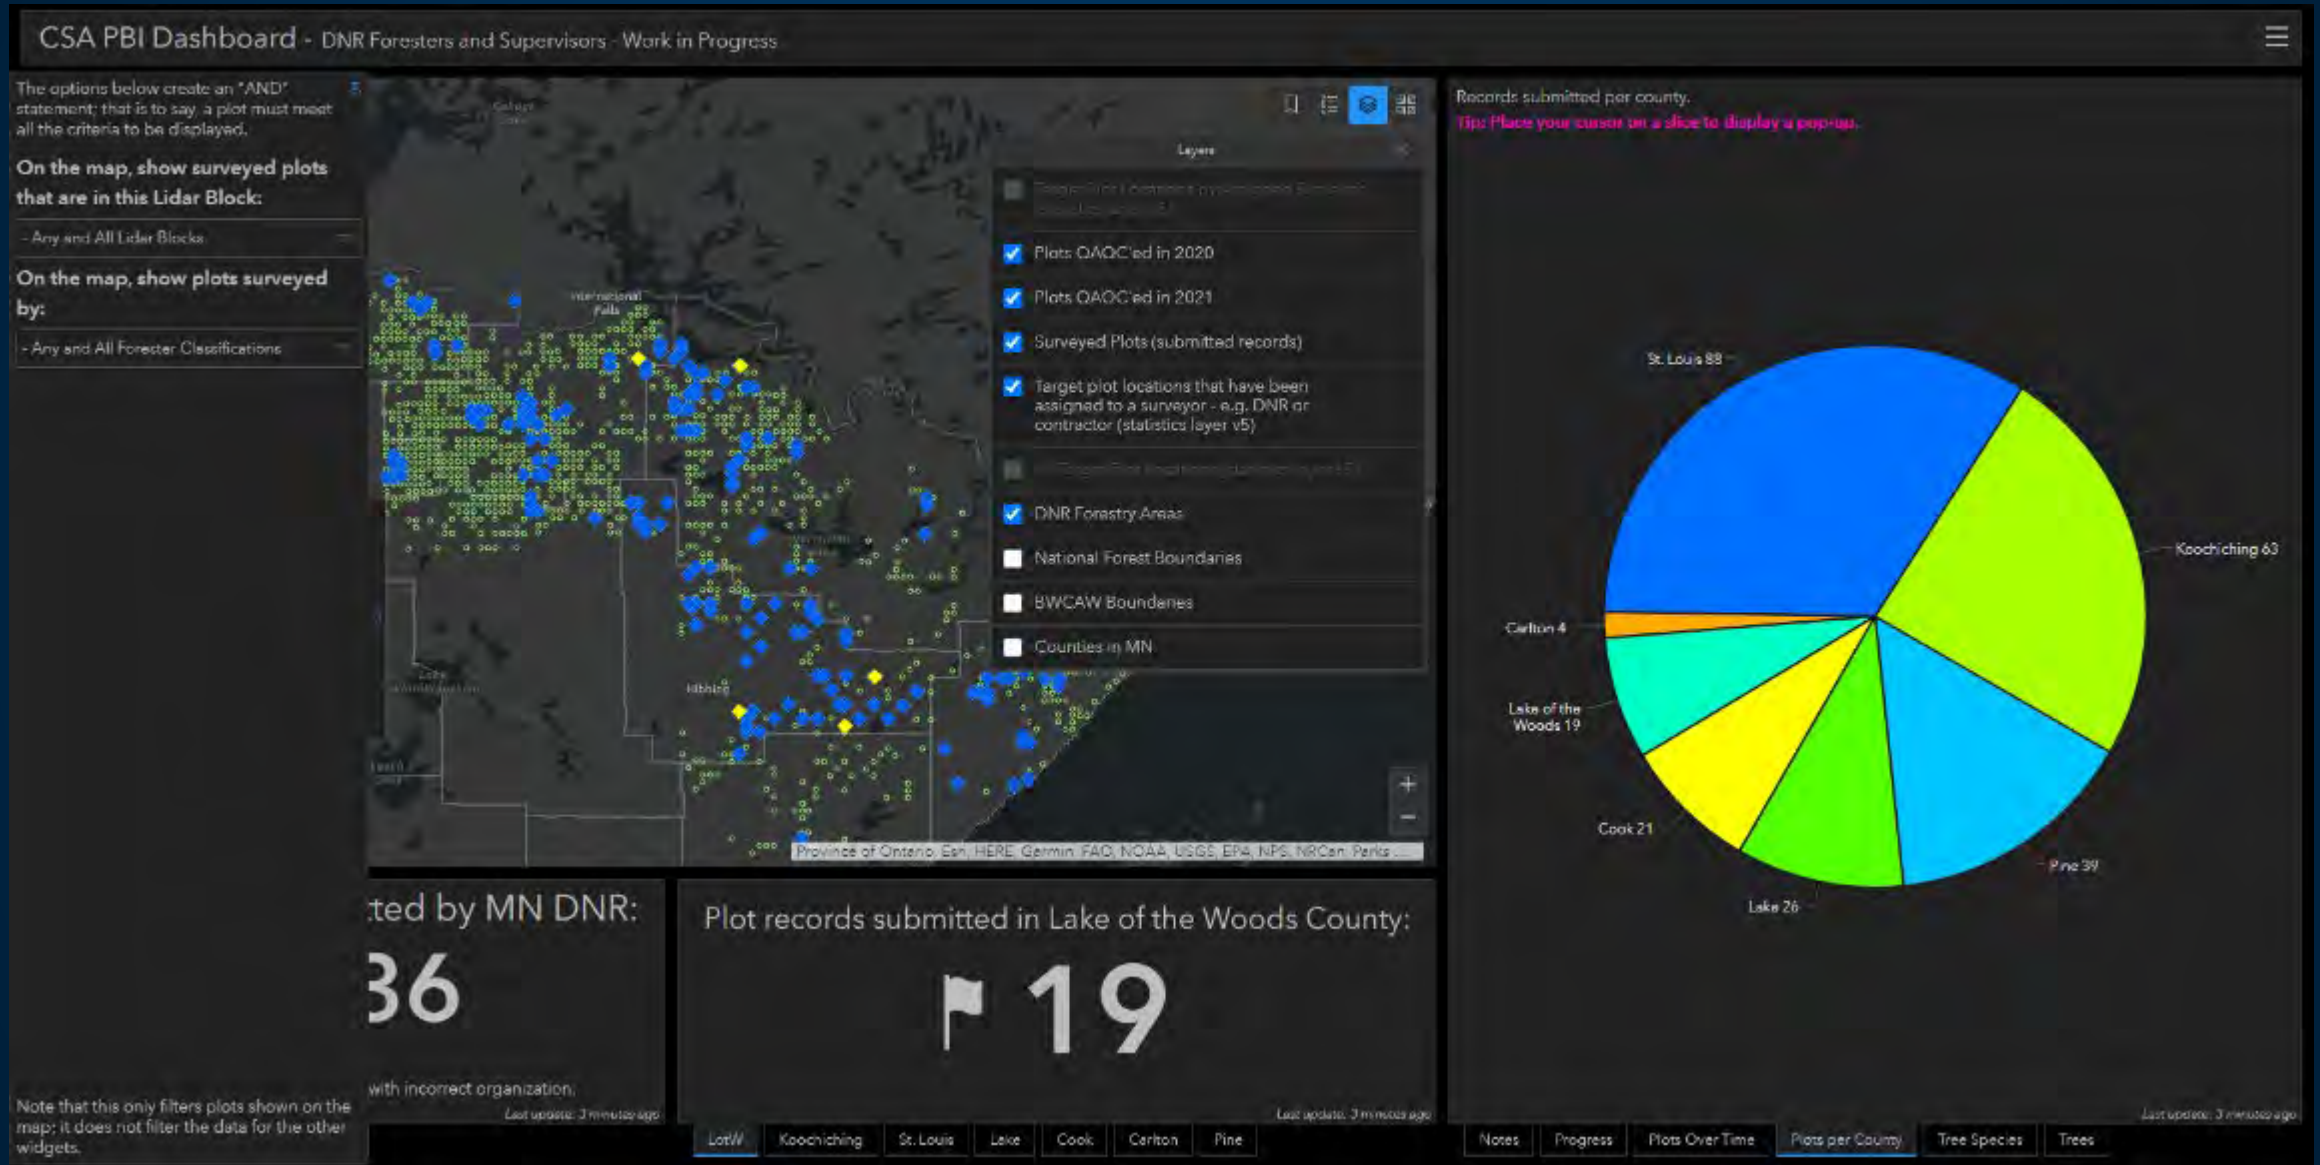 CSA PBI Dashboard - DNR Foresters and Supervisors - Work in Progress
The options below create an "AND"
statement; that is to say, a plot must meet
all the criteria to be displayed.
On the map, show surveyed plots
that are in this Lidar Block:
- Any and All Lidar Blocks
On the map, show plots surveyed
by:
- Any and All Forester Classifications
Note that this only filters plots shown on the
map; it does not filter the data for the other
widgets.
International
Falls
Hibbing
Layers
Plots QAQC'ed in 2020
Plots QAQC'ed in 2021
Surveyed Plots (submitted records)
Target plot locations that have been
assigned to a surveyor - e.g. DNR or
contractor (statistics layer v5)
DNR Forestry Areas
National Forest Boundaries
BWCAW Boundaries
Counties in MN
+
−
Province of Ontario, Esri, HERE, Garmin, FAO, NOAA, USGS, EPA, NPS, NRCan, Parks ...
tted by MN DNR:
36
with incorrect organization.
Last update: 3 minutes ago
Plot records submitted in Lake of the Woods County:
19
Last update: 3 minutes ago
LotW Koochiching St. Louis Lake Cook Carlton Pine
Records submitted per county.
Tip: Place your cursor on a slice to display a pop-up.
St. Louis 88
Koochiching 63
Carlton 4
Lake of the
Woods 19
Cook 21
Lake 26
Pine 39
Last update: 3 minutes ago
Notes Progress Plots Over Time Plots per County Tree Species Trees